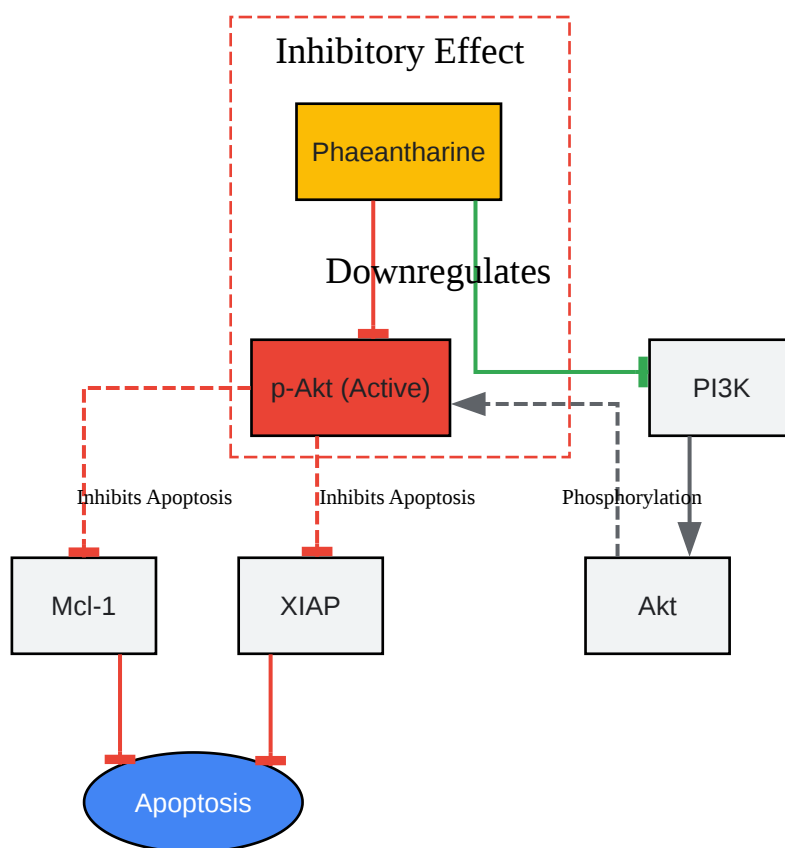 Inhibitory Effect
Phaeantharine
Downregulates
p-Akt (Active)
PI3K
Inhibits Apoptosis
Inhibits Apoptosis
Phosphorylation
Mcl-1
XIAP
Akt
Apoptosis